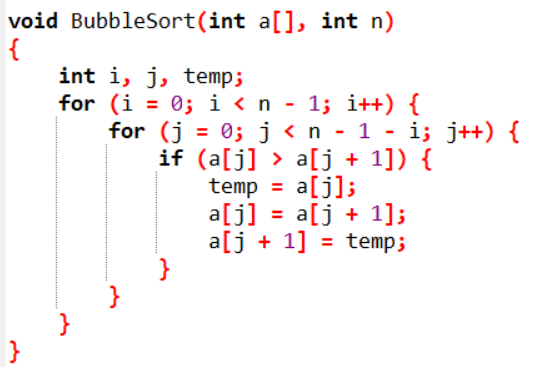 void BubbleSort(int a[], int n)
{
    int i, j, temp;
    for (i = 0; i < n - 1; i++) {
        for (j = 0; j < n - 1 - i; j++) {
            if (a[j] > a[j + 1]) {
                temp = a[j];
                a[j] = a[j + 1];
                a[j + 1] = temp;
            }
        }
    }
}